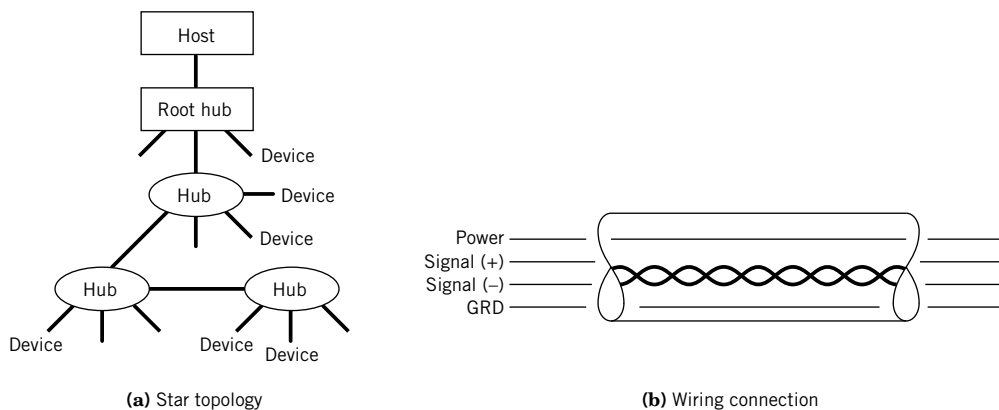 Host
Root hub
Device
Hub
Device
Device
Hub
Hub
Device
Device
Device
(a) Star topology
Power
Signal (+)
Signal (–)
GRD
(b) Wiring connection